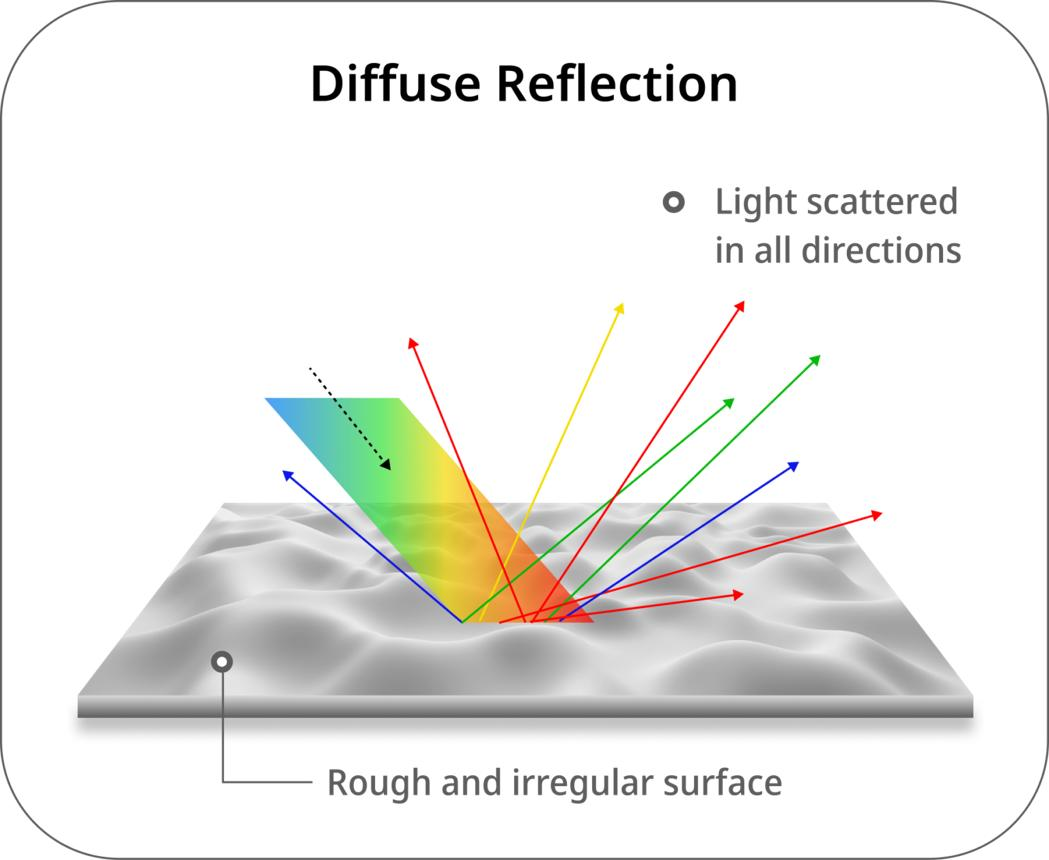 Diffuse Reflection
Light scattered
in all directions
Rough and irregular surface